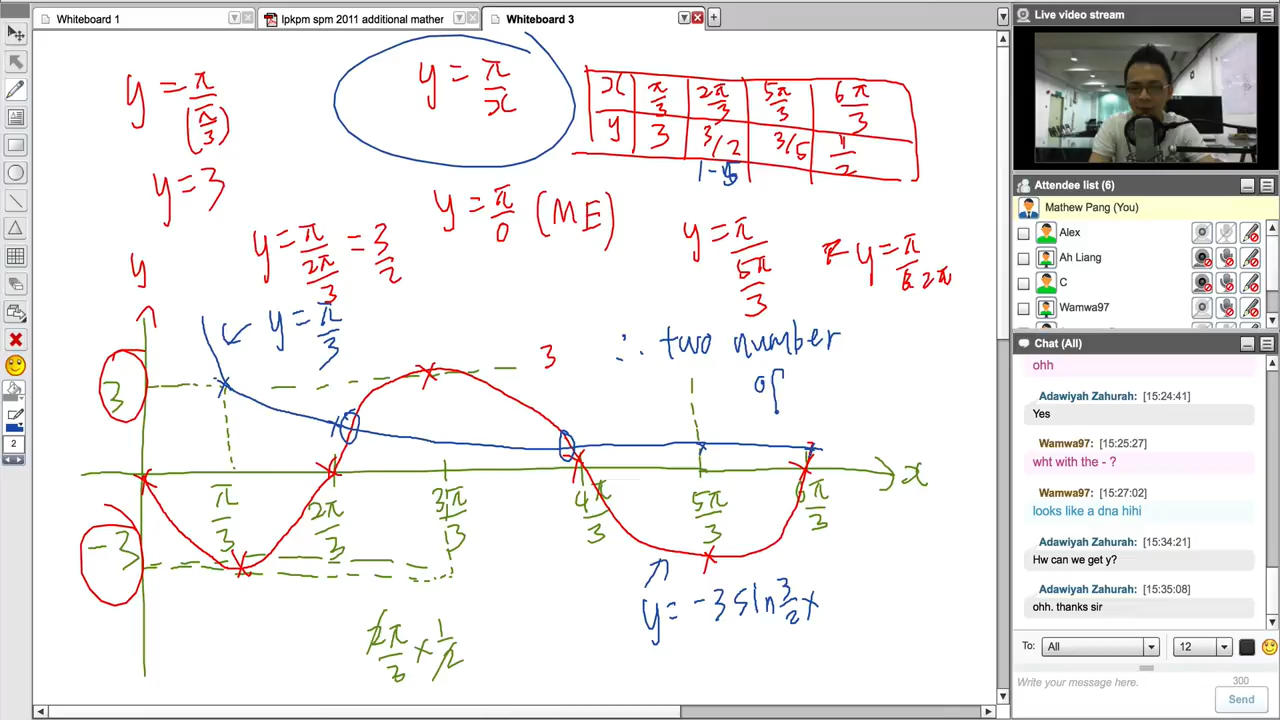 Whiteboard 1
lpkpm spm 2011 additional mather
Whiteboard 3
y = π/(π/3)
y = 3
y = π/x
x | π/3 | 2π/3 | 5π/3 | 6π/3
y | 3 | 3/2 | 3/5 | 1/2
y = π/0 (ME)
y = π/(2π/3) = 3/2
y = π/(5π/3)
y = π/2π
y
y = π/3
3
∴ two number
of
3
-3
π/3
2π/3
3π/3
4π/3
5π/3
6π/3
x
y = -3 sin 3/2 x
2π/3 × 1/2
2
Live video stream
Attendee list (6)
Mathew Pang (You)
Alex
Ah Liang
C
Wamwa97
Chat (All)
ohh
Adawiyah Zahurah: [15:24:41]
Yes
Wamwa97: [15:25:27]
wht with the - ?
Wamwa97: [15:27:02]
looks like a dna hihi
Adawiyah Zahurah: [15:34:21]
Hw can we get y?
Adawiyah Zahurah: [15:35:08]
ohh. thanks sir
To: All 12
Write your message here.
300
Send